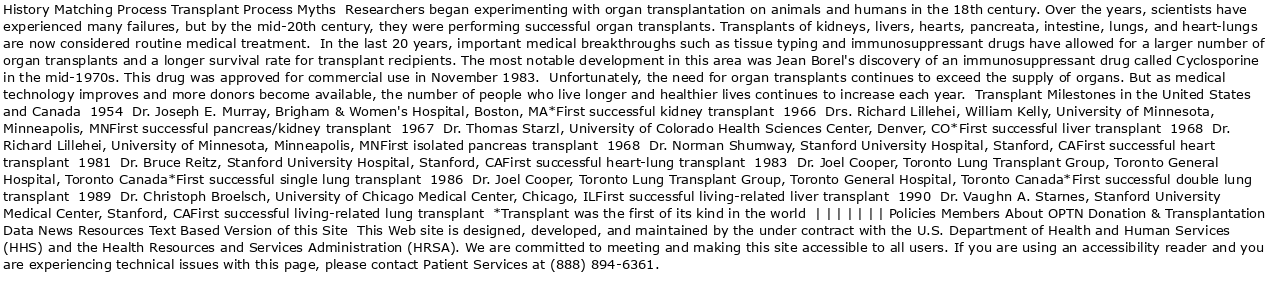 History Matching Process Transplant Process Myths  Researchers began experimenting with organ transplantation on animals and humans in the 18th century. Over the years, scientists have
experienced many failures, but by the mid-20th century, they were performing successful organ transplants. Transplants of kidneys, livers, hearts, pancreata, intestine, lungs, and heart-lungs
are now considered routine medical treatment.  In the last 20 years, important medical breakthroughs such as tissue typing and immunosuppressant drugs have allowed for a larger number of
organ transplants and a longer survival rate for transplant recipients. The most notable development in this area was Jean Borel's discovery of an immunosuppressant drug called Cyclosporine
in the mid-1970s. This drug was approved for commercial use in November 1983.  Unfortunately, the need for organ transplants continues to exceed the supply of organs. But as medical
technology improves and more donors become available, the number of people who live longer and healthier lives continues to increase each year.  Transplant Milestones in the United States
and Canada  1954  Dr. Joseph E. Murray, Brigham & Women's Hospital, Boston, MA*First successful kidney transplant  1966  Drs. Richard Lillehei, William Kelly, University of Minnesota,
Minneapolis, MNFirst successful pancreas/kidney transplant  1967  Dr. Thomas Starzl, University of Colorado Health Sciences Center, Denver, CO*First successful liver transplant  1968  Dr.
Richard Lillehei, University of Minnesota, Minneapolis, MNFirst isolated pancreas transplant  1968  Dr. Norman Shumway, Stanford University Hospital, Stanford, CAFirst successful heart
transplant  1981  Dr. Bruce Reitz, Stanford University Hospital, Stanford, CAFirst successful heart-lung transplant  1983  Dr. Joel Cooper, Toronto Lung Transplant Group, Toronto General
Hospital, Toronto Canada*First successful single lung transplant  1986  Dr. Joel Cooper, Toronto Lung Transplant Group, Toronto General Hospital, Toronto Canada*First successful double lung
transplant  1989  Dr. Christoph Broelsch, University of Chicago Medical Center, Chicago, ILFirst successful living-related liver transplant  1990  Dr. Vaughn A. Starnes, Stanford University
Medical Center, Stanford, CAFirst successful living-related lung transplant  *Transplant was the first of its kind in the world  | | | | | | | Policies Members About OPTN Donation & Transplantation
Data News Resources Text Based Version of this Site  This Web site is designed, developed, and maintained by the under contract with the U.S. Department of Health and Human Services
(HHS) and the Health Resources and Services Administration (HRSA). We are committed to meeting and making this site accessible to all users. If you are using an accessibility reader and you
are experiencing technical issues with this page, please contact Patient Services at (888) 894-6361.